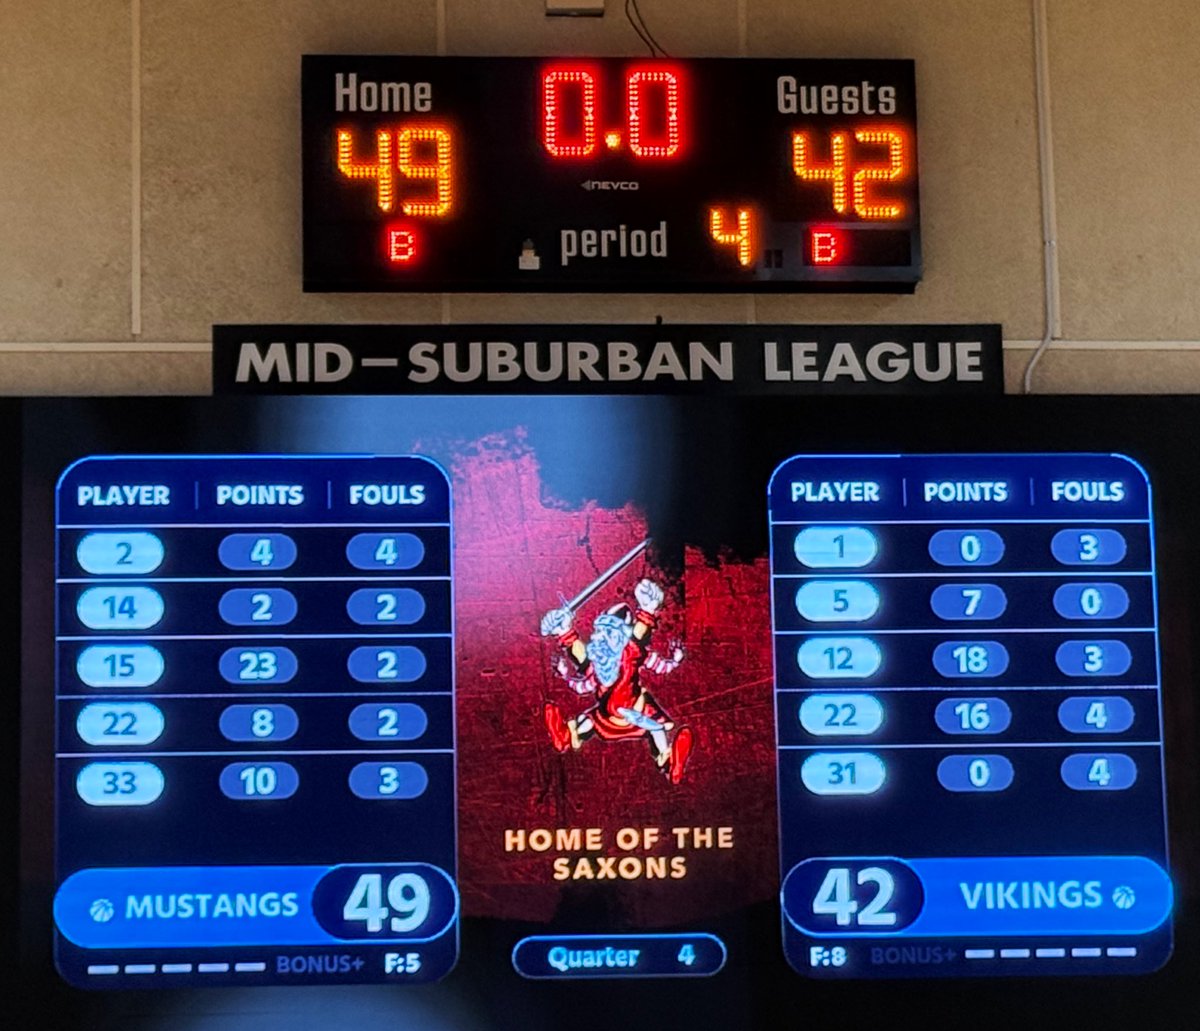 Home 0.0 Guests
49 42
NEVCO
B period 4 B
MID-SUBURBAN LEAGUE
PLAYER POINTS FOULS
2 4 4
14 2 2
15 23 2
22 8 2
33 10 3
MUSTANGS 49
BONUS+ F:5
HOME OF THE
SAXONS
Quarter 4
PLAYER POINTS FOULS
1 0 3
5 7 0
12 18 3
22 16 4
31 0 4
42 VIKINGS
F:8 BONUS+